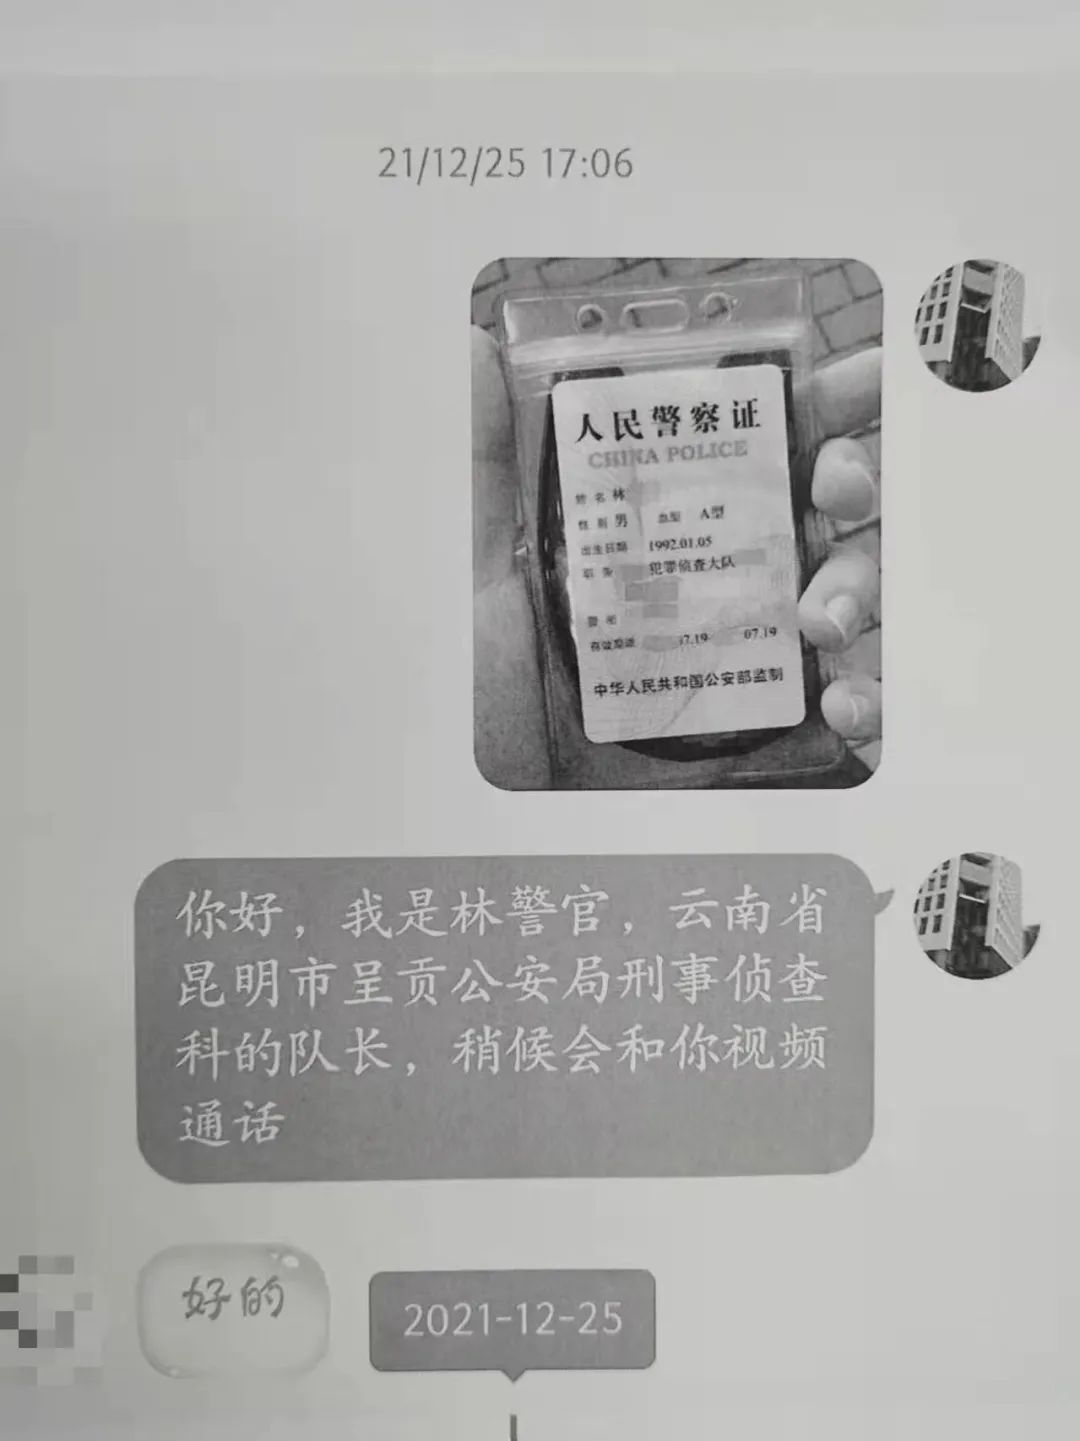 21/12/25 17:06
人民警察证
CHINA POLICE
姓 名 林
性 别 男 血型 A型
出生日期 1992.01.05
职 务 犯罪侦查大队
警 号
有效期限 07.19
中华人民共和国公安部监制
你好，我是林警官，云南省
昆明市呈贡公安局刑事侦查
科的队长，稍候会和你视频
通话
好的
2021-12-25